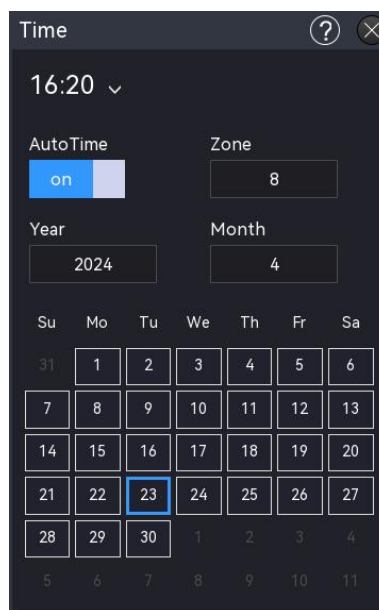 Time ?
16:20
AutoTime Zone
on 8
Year Month
2024 4
Su Mo Tu We Th Fr Sa
31 1 2 3 4 5 6
7 8 9 10 11 12 13
14 15 16 17 18 19 20
21 22 23 24 25 26 27
28 29 30 1 2 3 4
5 6 7 8 9 10 11